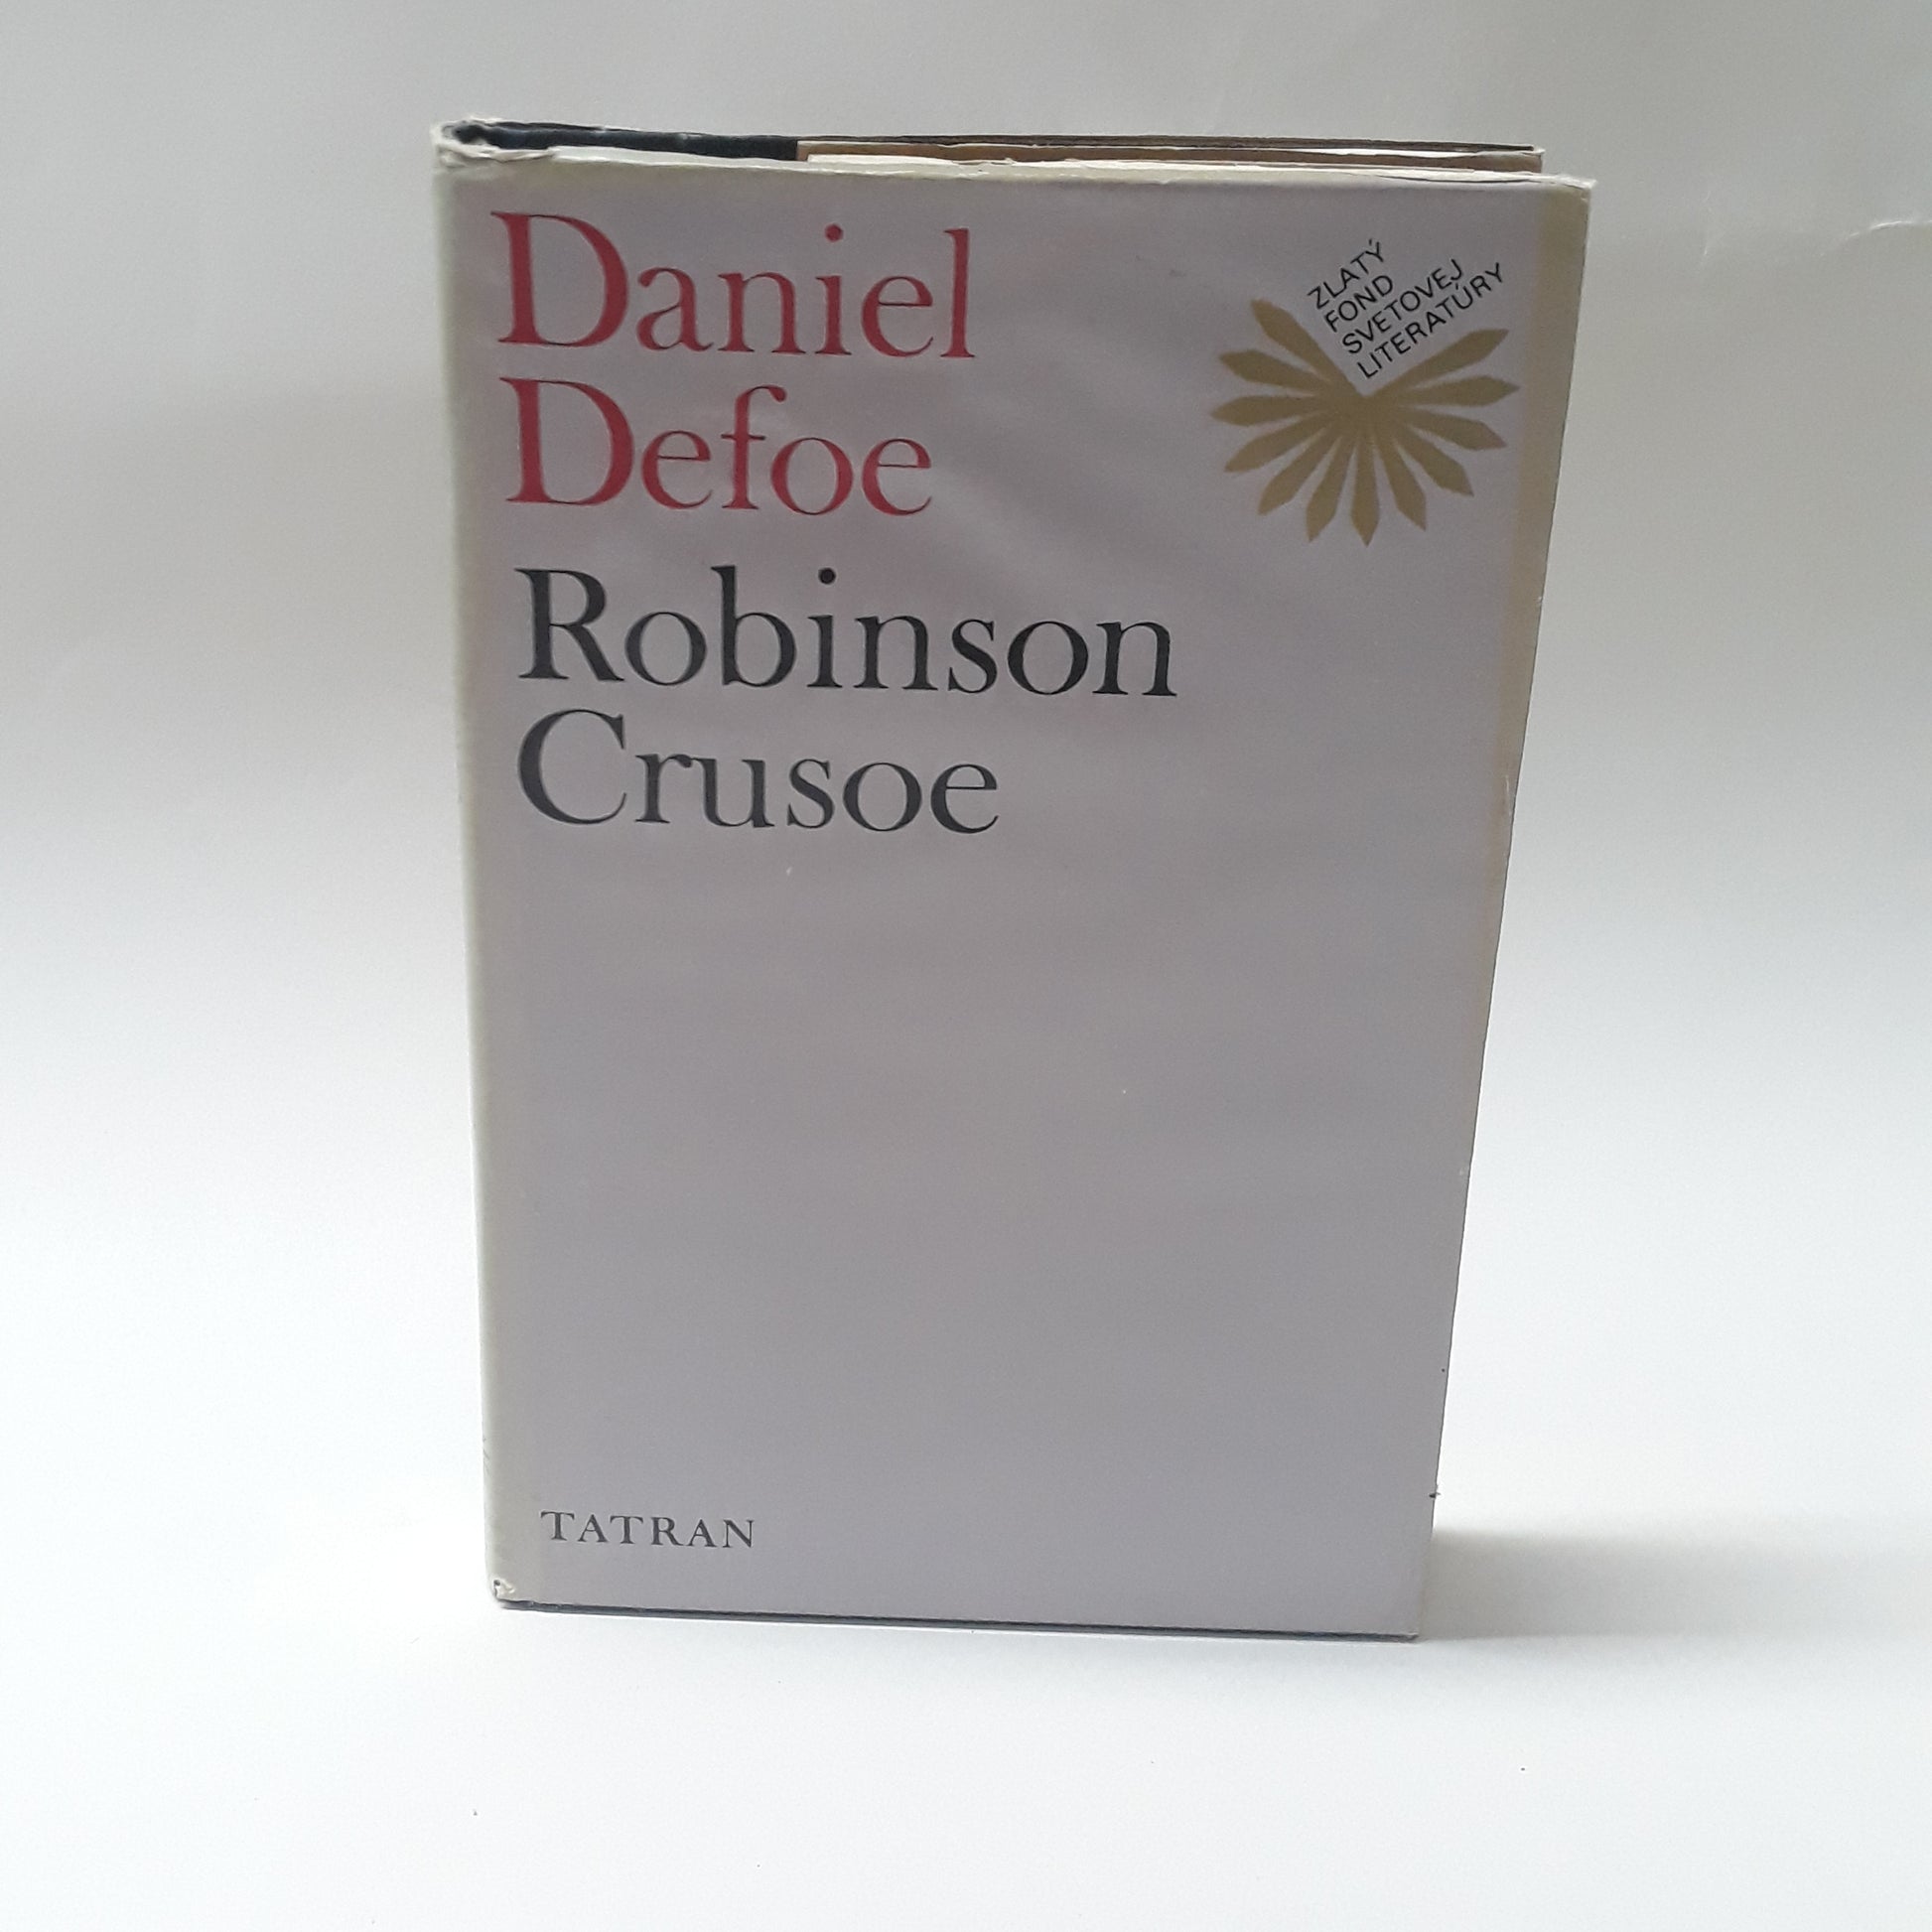 Daniel
Defoe
Robinson
Crusoe
ZLATÝ
FOND
SVETOVEJ
LITERATÚRY
TATRAN